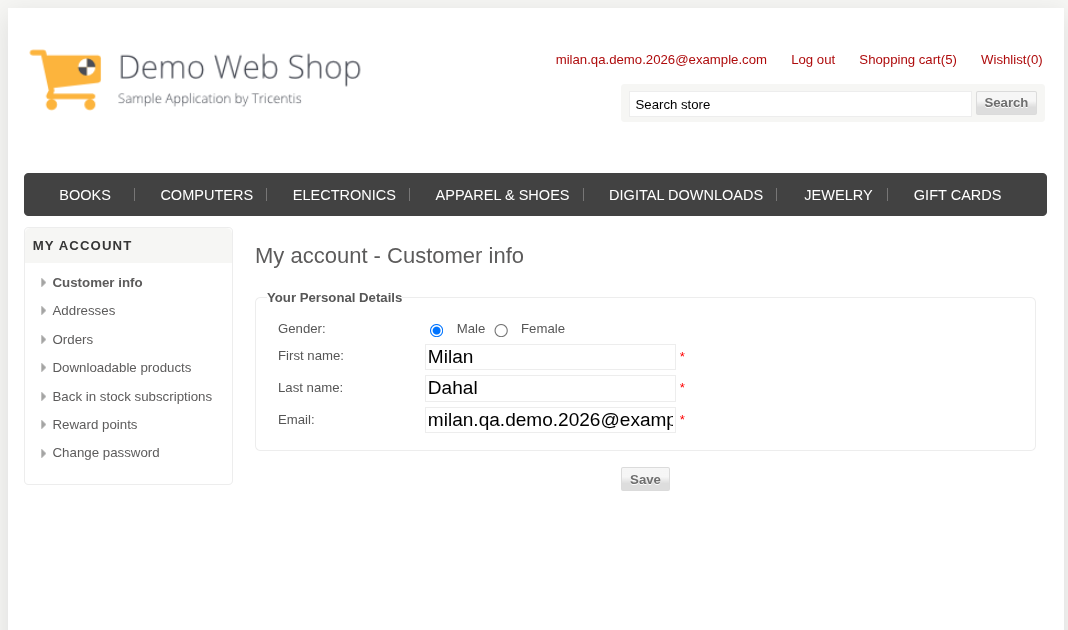 Demo Web Shop
Sample Application by Tricentis
milan.qa.demo.2026@example.com Log out Shopping cart(5) Wishlist(0)
Search store Search
BOOKS COMPUTERS ELECTRONICS APPAREL & SHOES DIGITAL DOWNLOADS JEWELRY GIFT CARDS
MY ACCOUNT
Customer info
Addresses
Orders
Downloadable products
Back in stock subscriptions
Reward points
Change password
My account - Customer info
Your Personal Details
Gender: Male Female
First name: Milan *
Last name: Dahal *
Email: milan.qa.demo.2026@examp *
Save